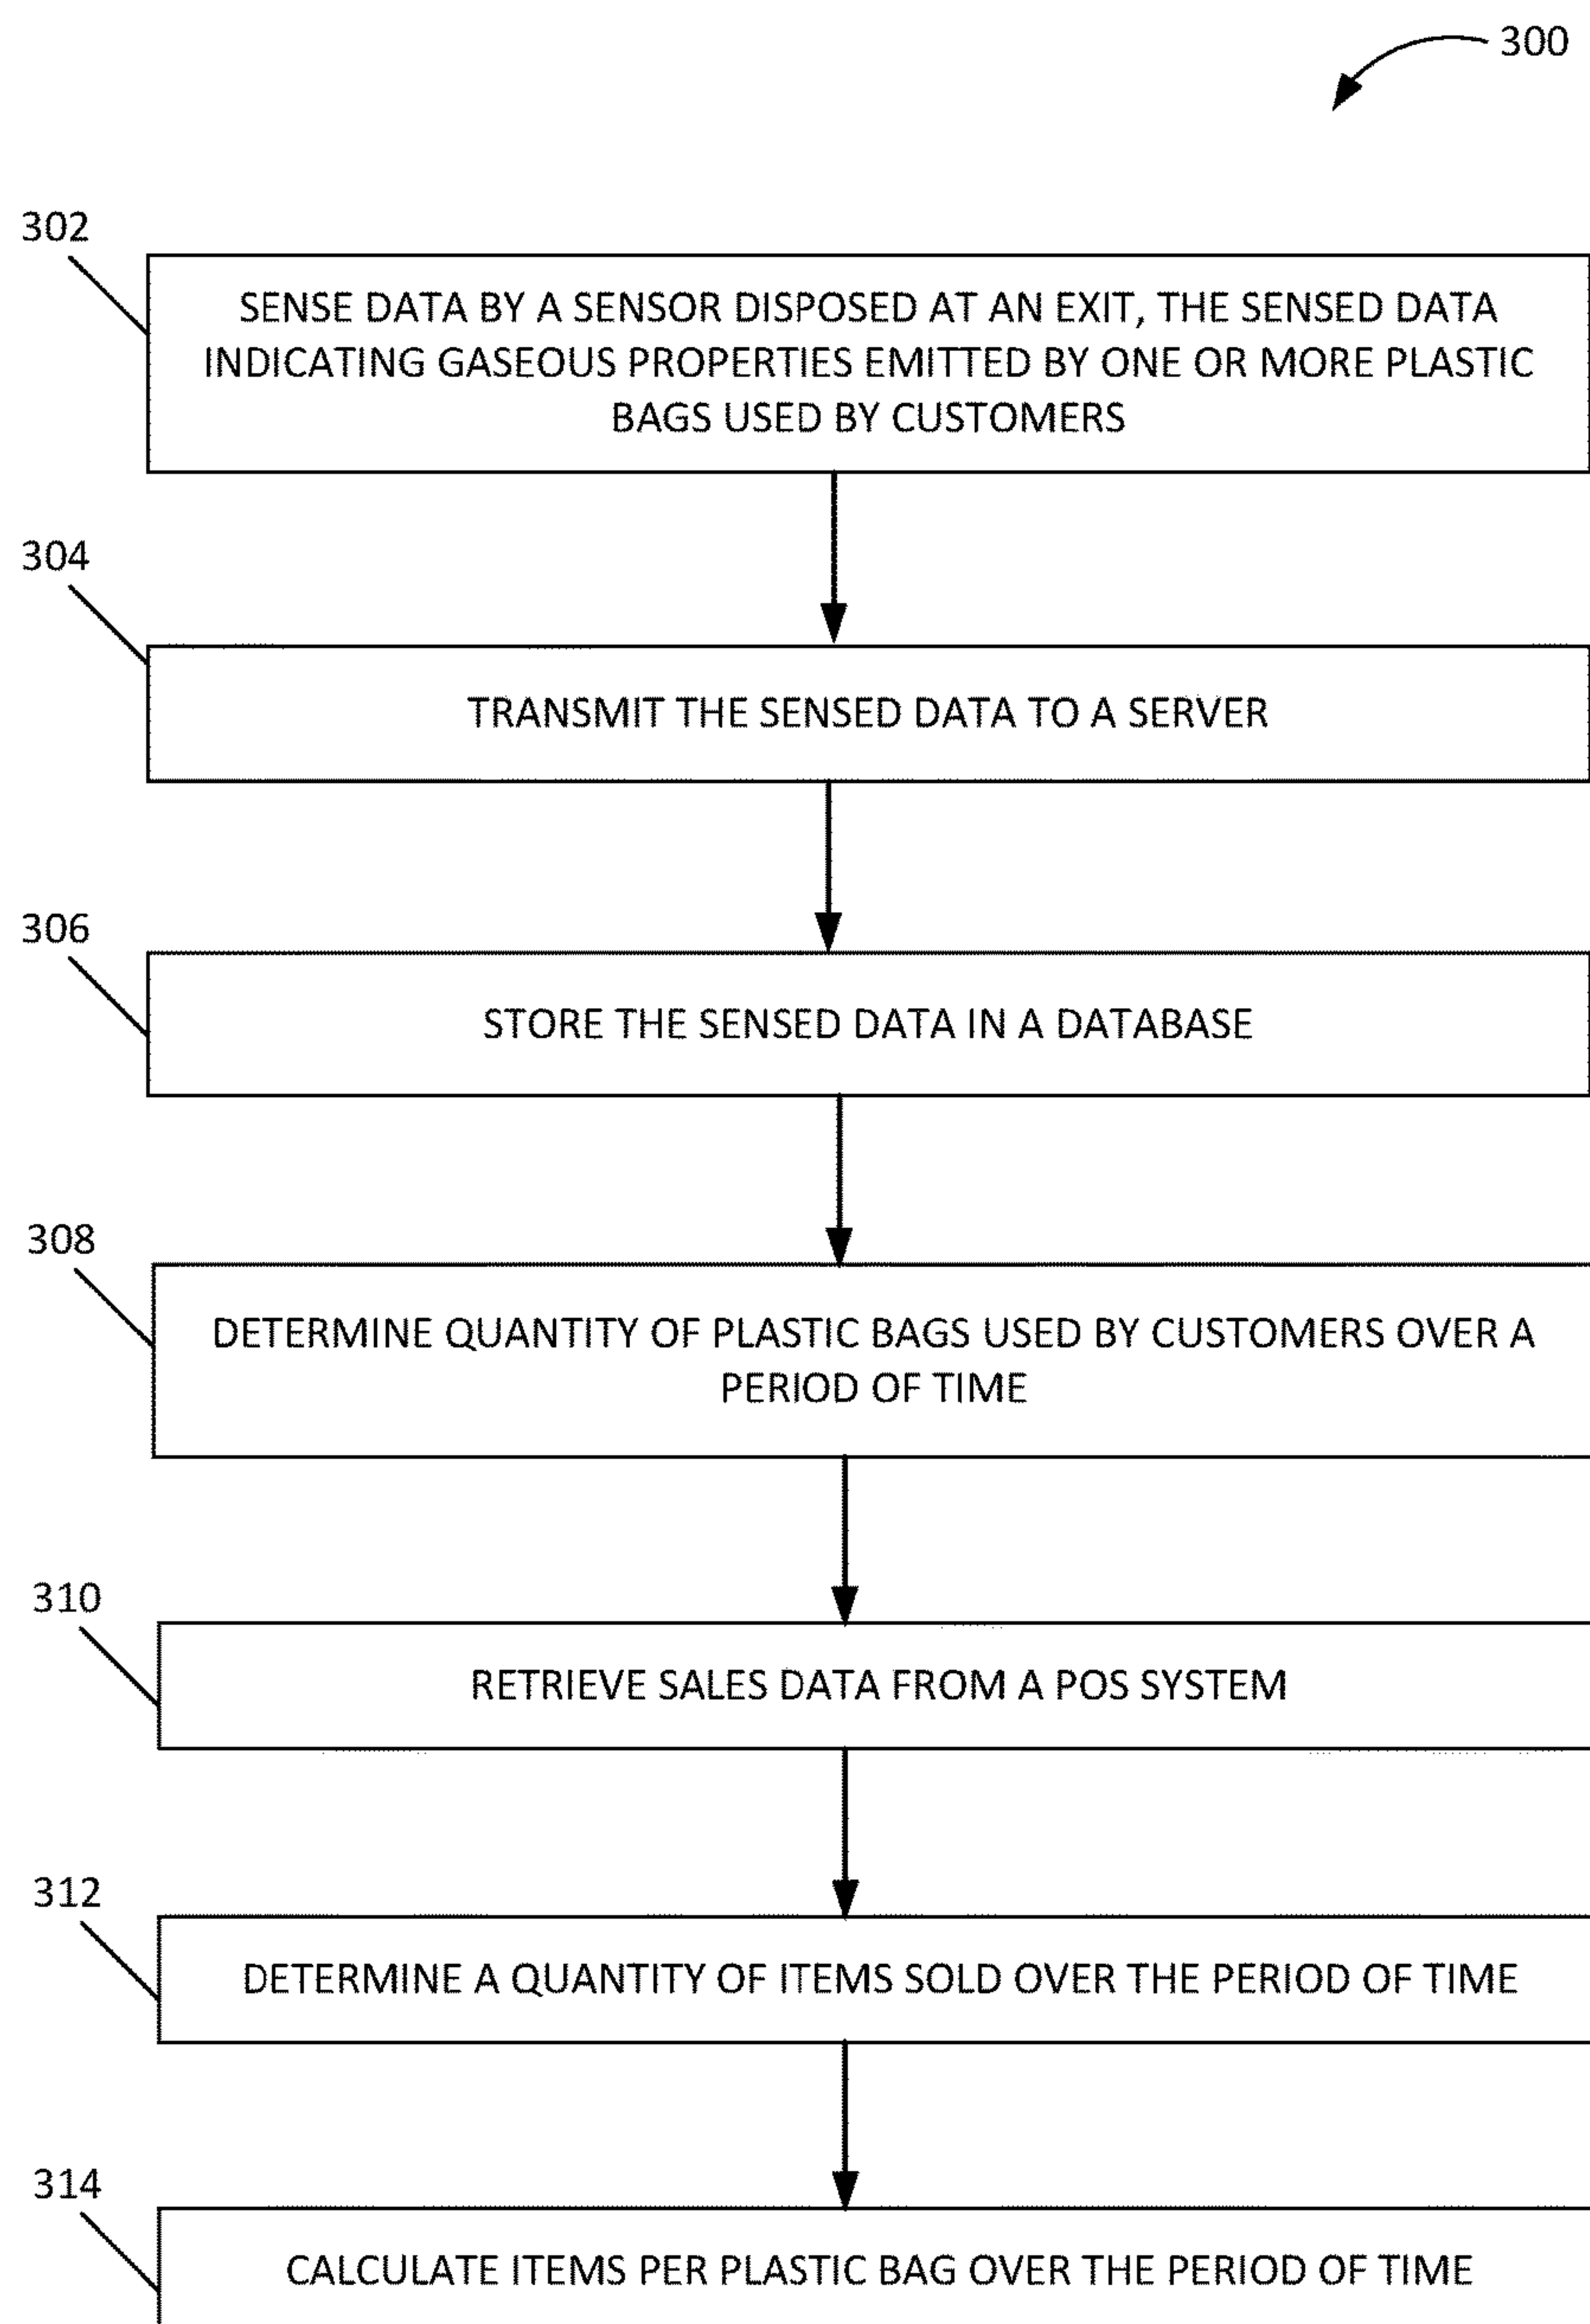 300
302
SENSE DATA BY A SENSOR DISPOSED AT AN EXIT, THE SENSED DATA
INDICATING GASEOUS PROPERTIES EMITTED BY ONE OR MORE PLASTIC
BAGS USED BY CUSTOMERS
304
TRANSMIT THE SENSED DATA TO A SERVER
306
STORE THE SENSED DATA IN A DATABASE
308
DETERMINE QUANTITY OF PLASTIC BAGS USED BY CUSTOMERS OVER A
PERIOD OF TIME
310
RETRIEVE SALES DATA FROM A POS SYSTEM
312
DETERMINE A QUANTITY OF ITEMS SOLD OVER THE PERIOD OF TIME
314
CALCULATE ITEMS PER PLASTIC BAG OVER THE PERIOD OF TIME